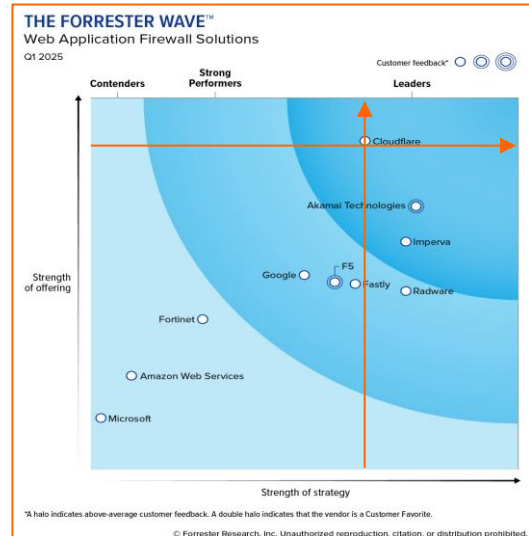 THE FORRESTER WAVE™
Web Application Firewall Solutions
Q1 2025
Customer feedback*
Contenders
Strong
Performers
Leaders
Cloudflare
Akamai Technologies
Imperva
F5
Google
Fastly
Radware
Strength
of offering
Fortinet
Amazon Web Services
Microsoft
Strength of strategy
*A halo indicates above-average customer feedback. A double halo indicates that the vendor is a Customer Favorite.
© Forrester Research, Inc. Unauthorized reproduction, citation, or distribution prohibited.